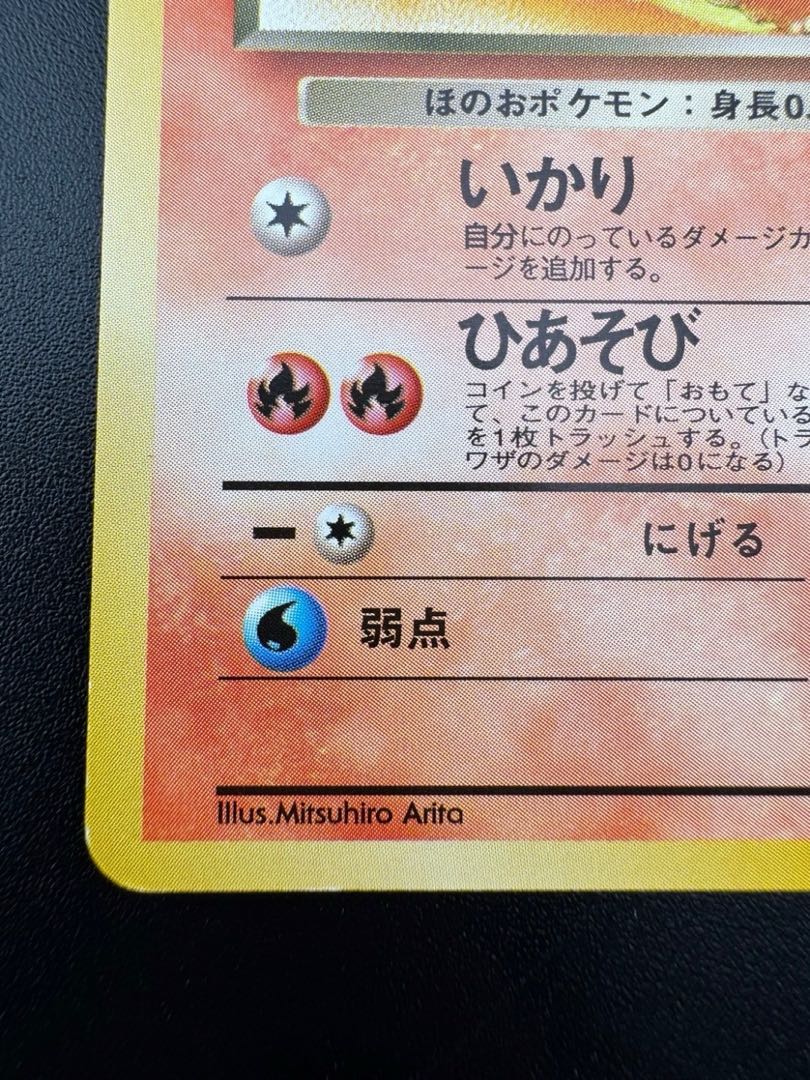 ほのおポケモン：身長0.
いかり
自分にのっているダメージカ
ージを追加する。
ひあそび
コインを投げて「おもて」な
て、このカードについている
を1枚トラッシュする。（トラ
ワザのダメージは0になる）
にげる
弱点
Illus.Mitsuhiro Arita